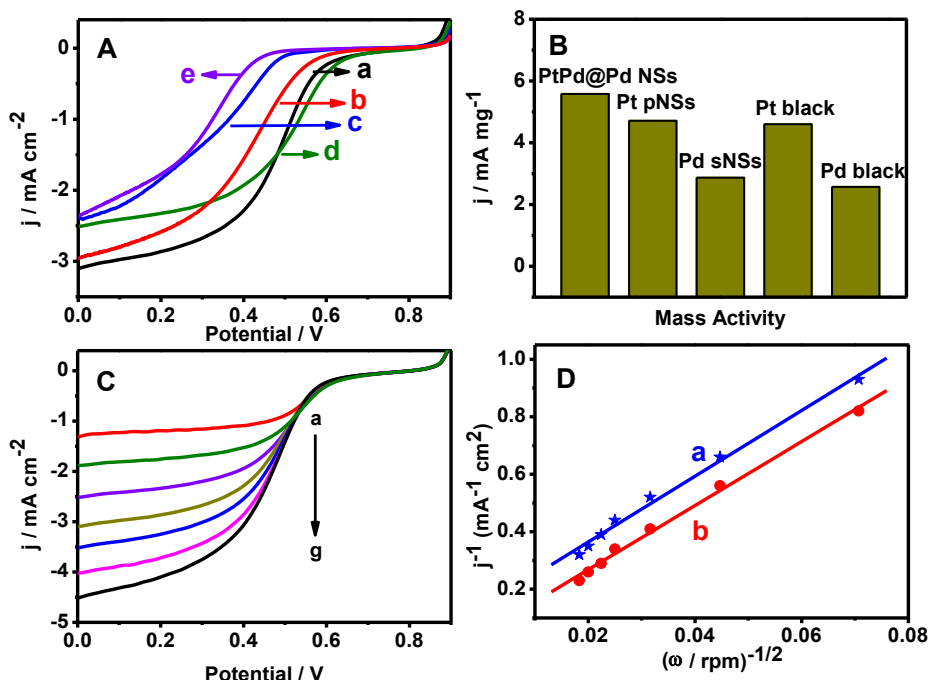 A
0
-1
-2
-3
j / mA cm-2
e
a
b
c
d
0.0 0.2 0.4 0.6 0.8
Potential / V
B
8
6
4
2
0
j / mA mg-1
PtPd@Pd NSs
Pt pNSs
Pd sNSs
Pt black
Pd black
Mass Activity
C
0
-1
-2
-3
-4
-5
j / mA cm-2
a
g
0.0 0.2 0.4 0.6 0.8
Potential / V
D
1.0
0.8
0.6
0.4
0.2
j-1 (mA-1 cm2)
a
b
0.02 0.04 0.06 0.08
(ω / rpm)-1/2